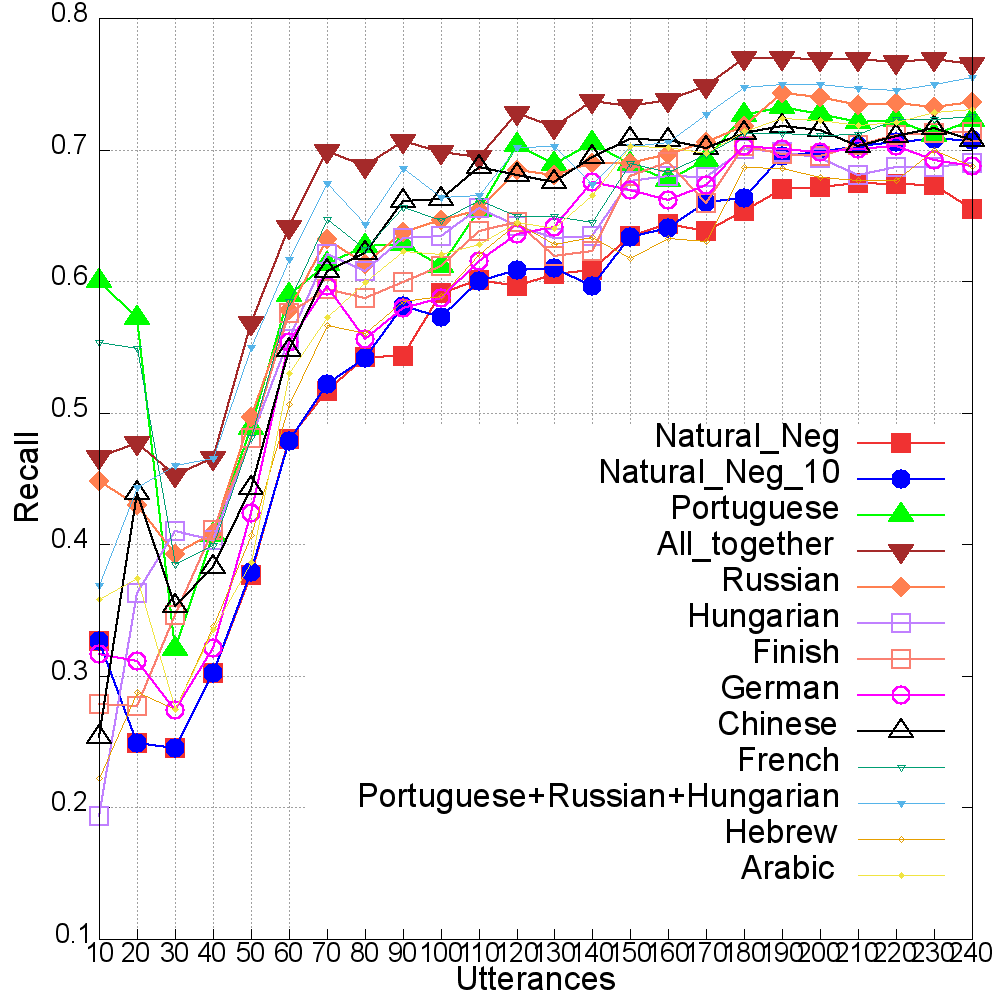 0.8
0.7
0.6
0.5
0.4
0.3
0.2
0.1
Recall
Natural_Neg
Natural_Neg_10
Portuguese
All_together
Russian
Hungarian
Finish
German
Chinese
French
Portuguese+Russian+Hungarian
Hebrew
Arabic
10 20 30 40 50 60 70 80 90 100 110 120 130 140 150 160 170 180 190 200 210 220 230 240
Utterances